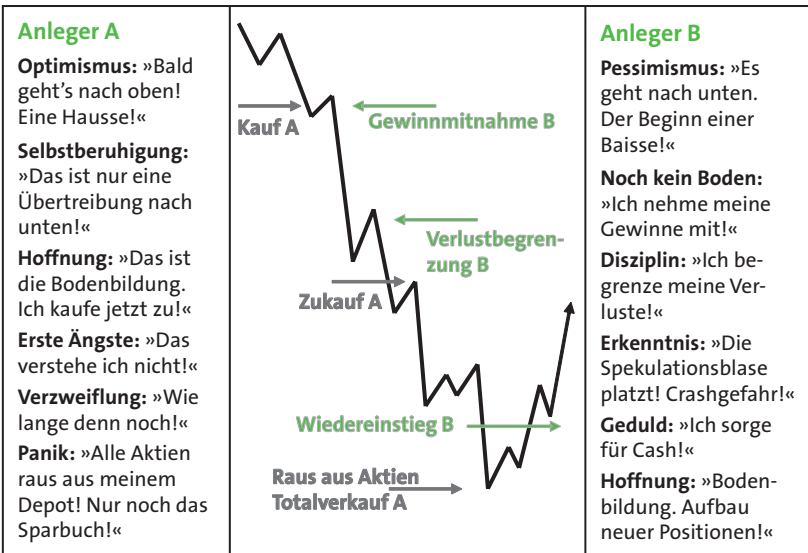 Anleger A
Optimismus: »Bald
geht's nach oben!
Eine Hausse!«
Selbstberuhigung:
»Das ist nur eine
Übertreibung nach
unten!«
Hoffnung: »Das ist
die Bodenbildung.
Ich kaufe jetzt zu!«
Erste Ängste: »Das
verstehe ich nicht!«
Verzweiflung: »Wie
lange denn noch!«
Panik: »Alle Aktien
raus aus meinem
Depot! Nur noch das
Sparbuch!«
Kauf A
Gewinnmitnahme B
Verlustbegren-
zung B
Zukauf A
Wiedereinstieg B
Raus aus Aktien
Totalverkauf A
Anleger B
Pessimismus: »Es
geht nach unten.
Der Beginn einer
Baisse!«
Noch kein Boden:
»Ich nehme meine
Gewinne mit!«
Disziplin: »Ich be-
grenze meine Ver-
luste!«
Erkenntnis: »Die
Spekulationsblase
platzt! Crashgefahr!«
Geduld: »Ich sorge
für Cash!«
Hoffnung: »Boden-
bildung. Aufbau
neuer Positionen!«